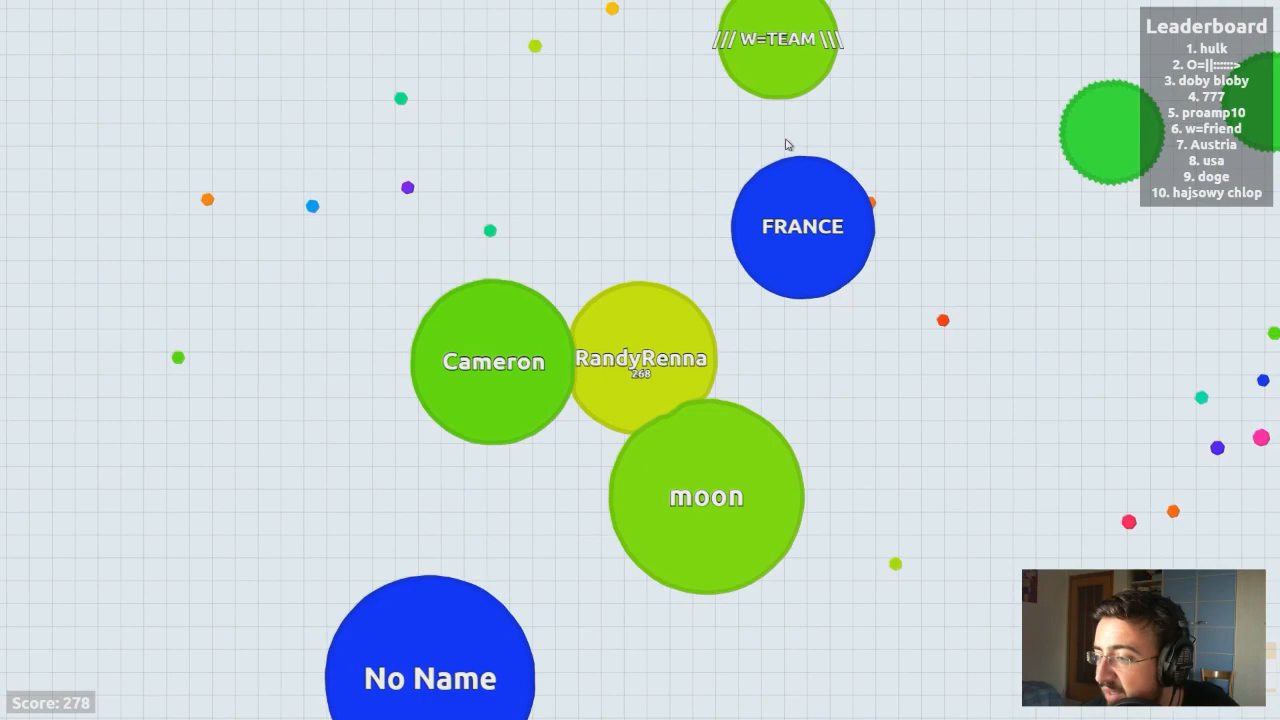 /// W=TEAM \\\
Leaderboard
1. hulk
2. O=||::::::>
3. doby bloby
4. 777
5. proamp10
6. w=friend
7. Austria
8. usa
9. doge
10. hajsowy chlop
FRANCE
Cameron
RandyRenna
268
moon
No Name
Score: 278